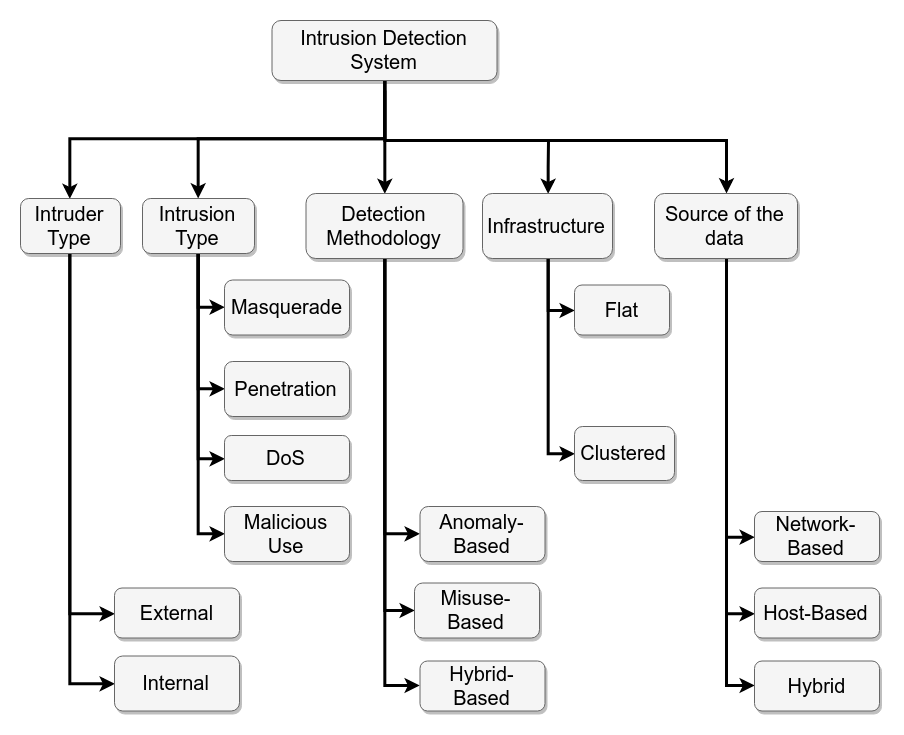 Intrusion Detection
System
Intruder
Type
Intrusion
Type
Detection
Methodology
Infrastructure
Source of the
data
Masquerade
Penetration
DoS
Malicious
Use
External
Internal
Anomaly-
Based
Misuse-
Based
Hybrid-
Based
Flat
Clustered
Network-
Based
Host-Based
Hybrid